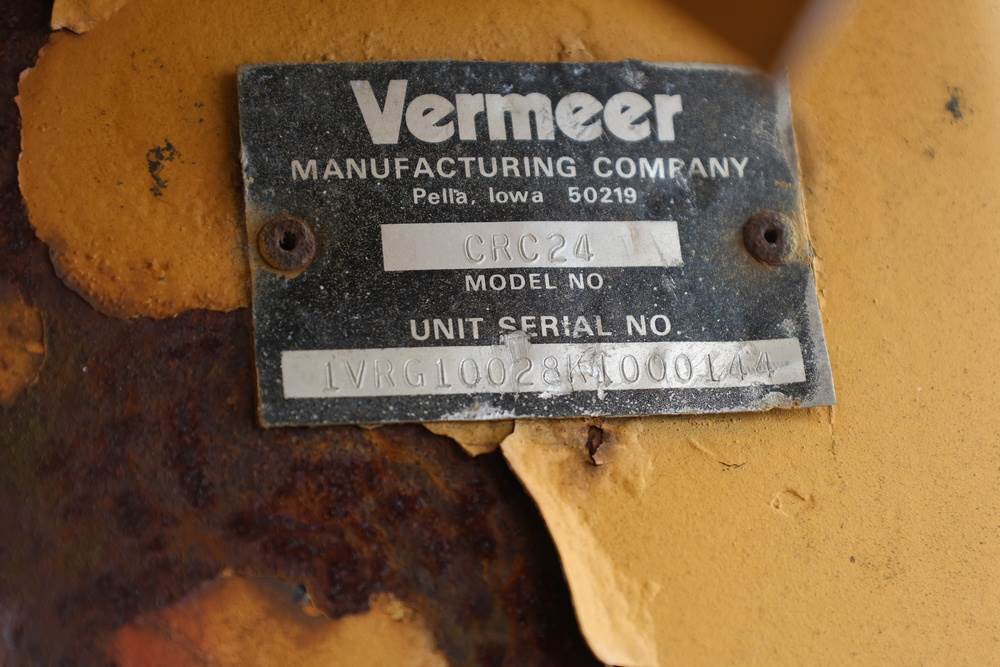 Vermeer
MANUFACTURING COMPANY
Pella, Iowa 50219
CRC24
MODEL NO.
UNIT SERIAL NO.
1VRG10028K1000144